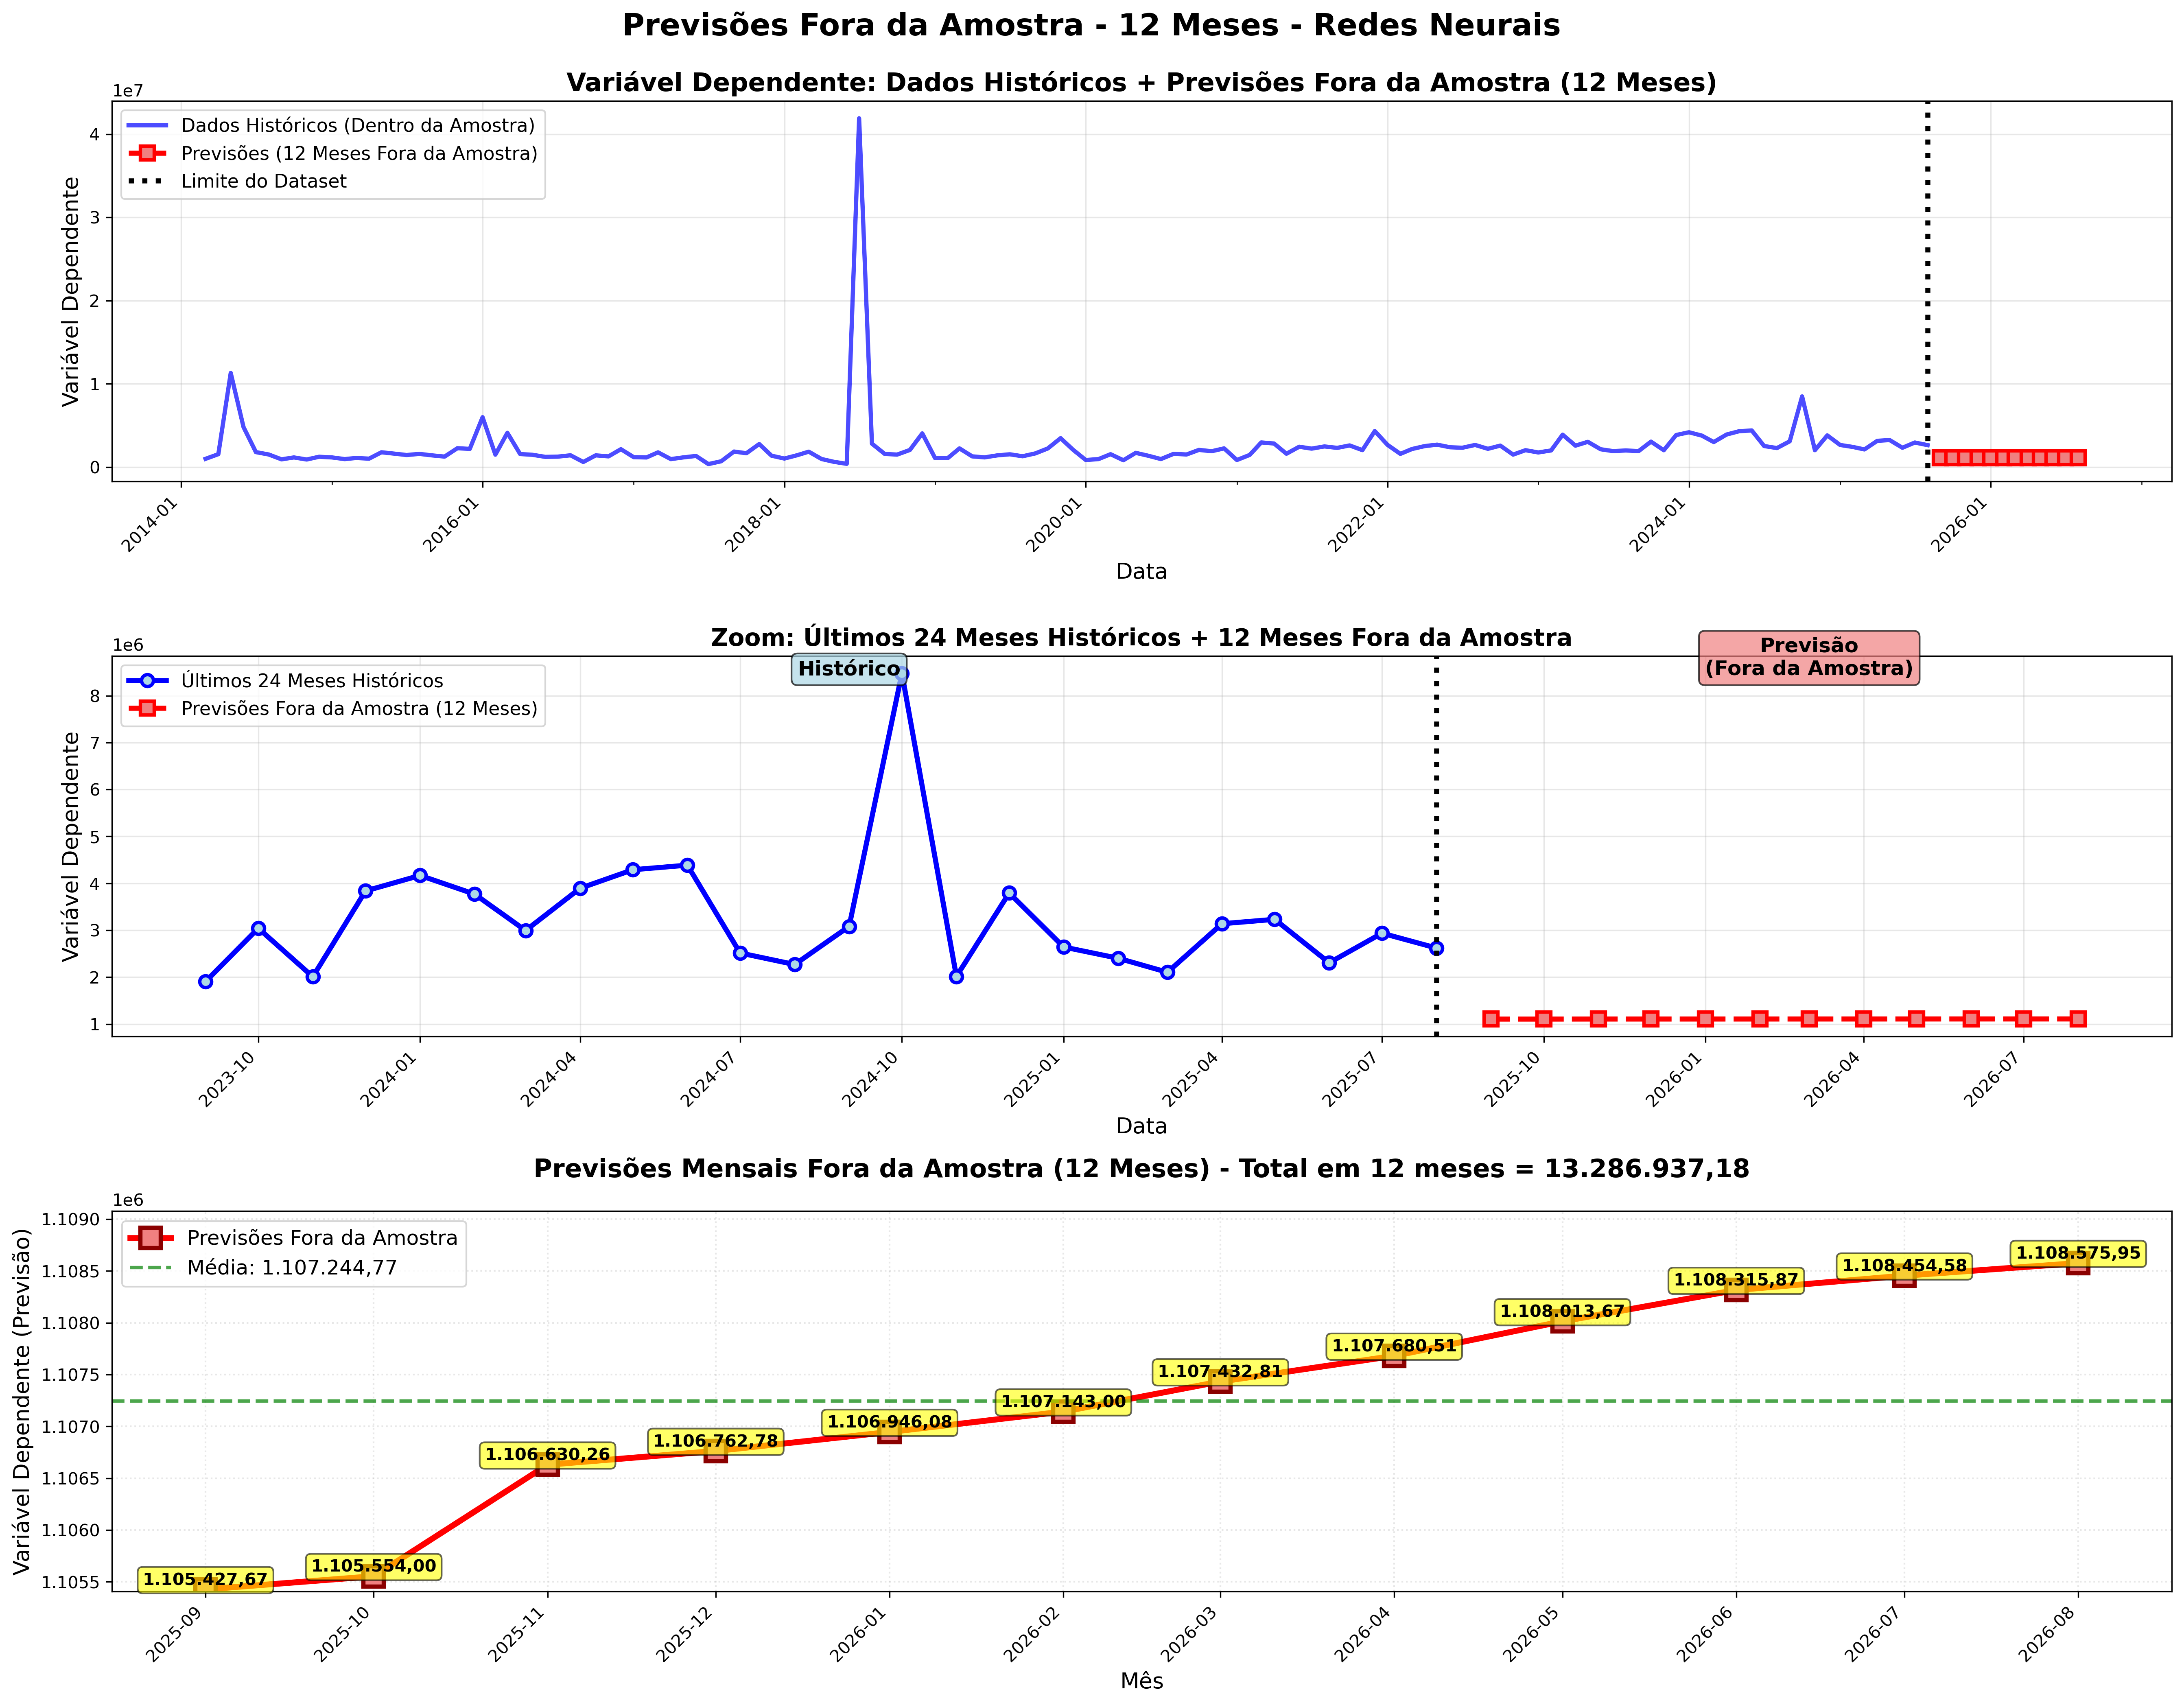 Previsões Fora da Amostra - 12 Meses - Redes Neurais
Variável Dependente: Dados Históricos + Previsões Fora da Amostra (12 Meses)
1e7
Dados Históricos (Dentro da Amostra)
Previsões (12 Meses Fora da Amostra)
Limite do Dataset
Variável Dependente
4
3
2
1
0
2014-01
2016-01
2018-01
2020-01
2022-01
2024-01
2026-01
Data
Zoom: Últimos 24 Meses Históricos + 12 Meses Fora da Amostra
1e6
Últimos 24 Meses Históricos
Previsões Fora da Amostra (12 Meses)
Histórico
Previsão
(Fora da Amostra)
Variável Dependente
8
7
6
5
4
3
2
1
2023-10
2024-01
2024-04
2024-07
2024-10
2025-01
2025-04
2025-07
2025-10
2026-01
2026-04
2026-07
Data
Previsões Mensais Fora da Amostra (12 Meses) - Total em 12 meses = 13.286.937,18
1e6
Previsões Fora da Amostra
Média: 1.107.244,77
Variável Dependente (Previsão)
1.1090
1.1085
1.1080
1.1075
1.1070
1.1065
1.1060
1.1055
1.105.427,67
1.105.554,00
1.106.630,26
1.106.762,78
1.106.946,08
1.107.143,00
1.107.432,81
1.107.680,51
1.108.013,67
1.108.315,87
1.108.454,58
1.108.575,95
2025-09
2025-10
2025-11
2025-12
2026-01
2026-02
2026-03
2026-04
2026-05
2026-06
2026-07
2026-08
Mês